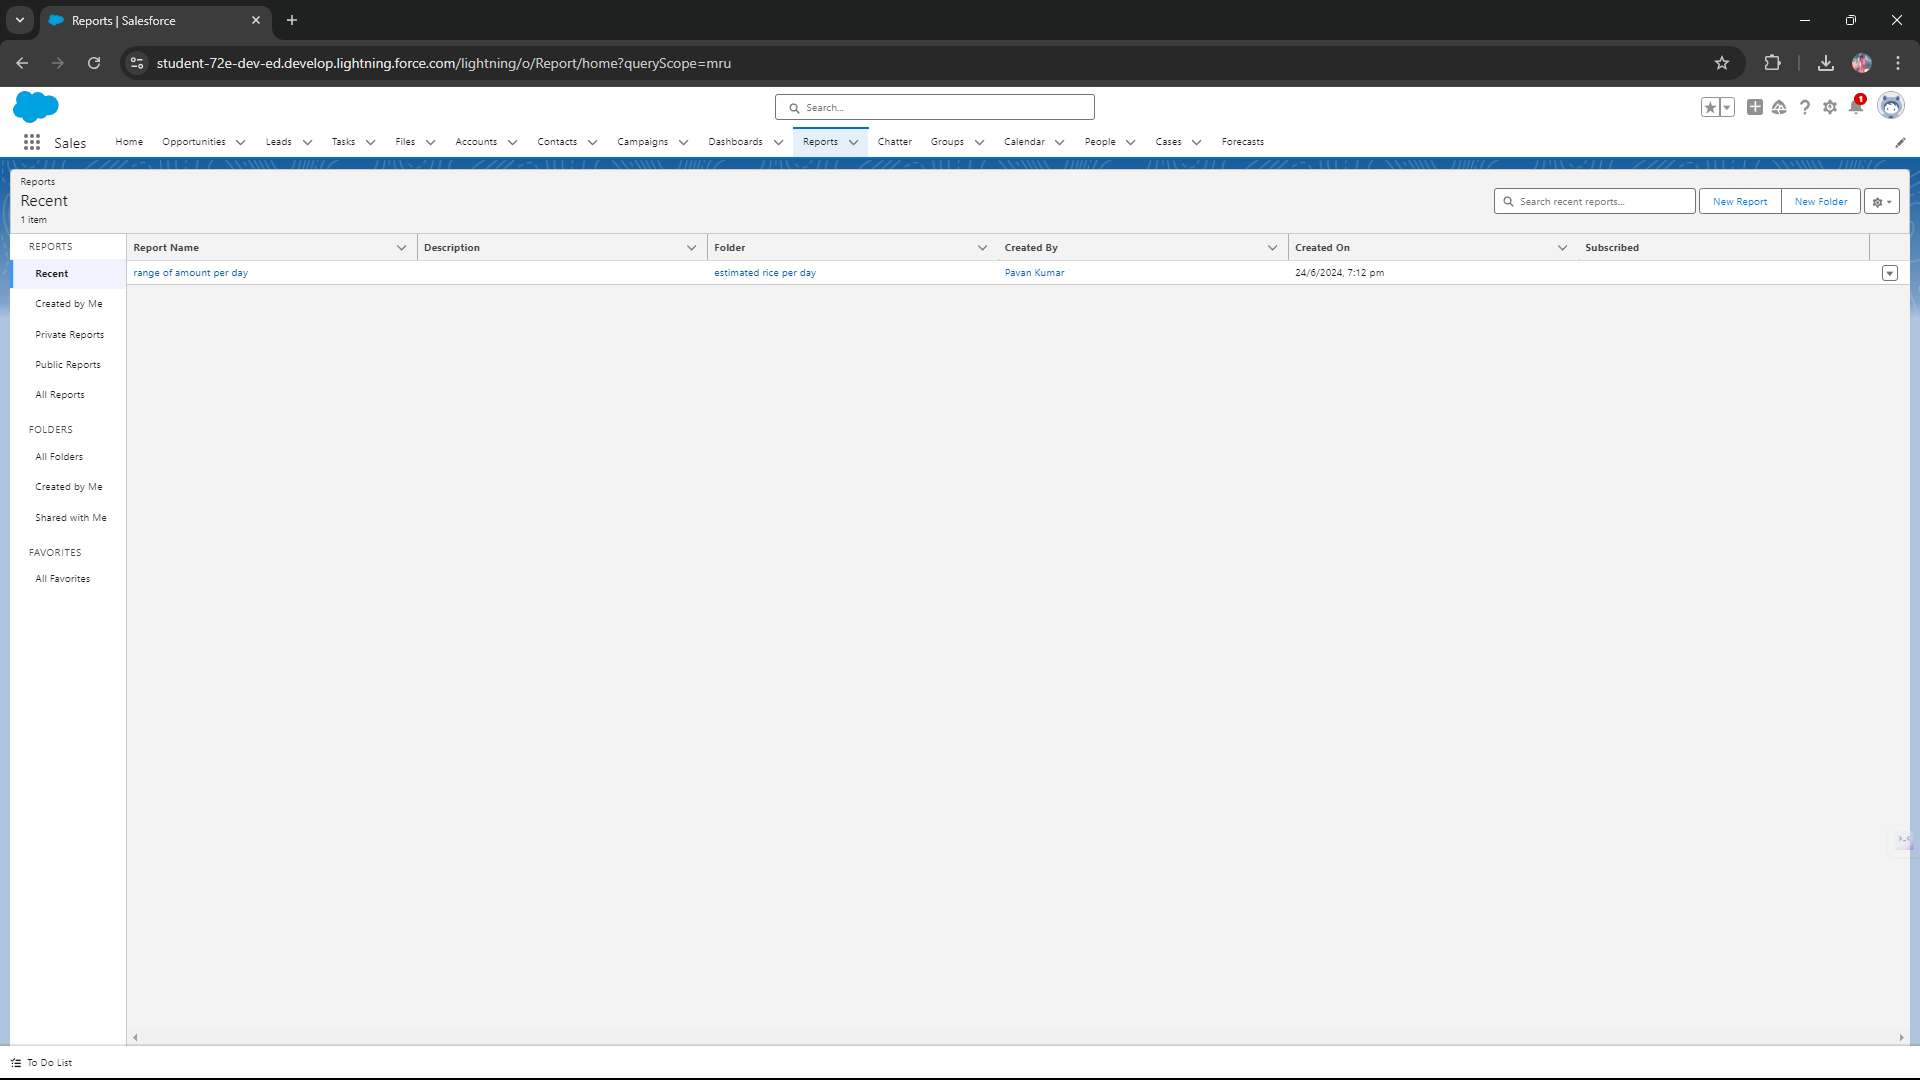 Reports | Salesforce
student-72e-dev-ed.develop.lightning.force.com/lightning/o/Report/home?queryScope=mru
Search...
1
Sales
Home
Opportunities
Leads
Tasks
Files
Accounts
Contacts
Campaigns
Dashboards
Reports
Chatter
Groups
Calendar
People
Cases
Forecasts
Reports
Recent
1 item
Search recent reports...
New Report
New Folder
REPORTS
Recent
Created by Me
Private Reports
Public Reports
All Reports
FOLDERS
All Folders
Created by Me
Shared with Me
FAVORITES
All Favorites
Report Name
Description
Folder
Created By
Created On
Subscribed
range of amount per day
estimated rice per day
Pavan Kumar
24/6/2024, 7:12 pm
To Do List